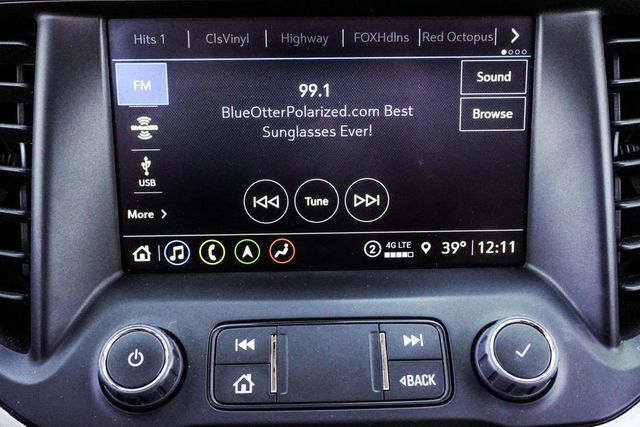 Hits 1 ClsVinyl Highway FOXHdlns Red Octopus
FM
99.1
Sound
BlueOtterPolarized.com Best
Sunglasses Ever!
Browse
USB
Tune
More
2 4G LTE 39° 12:11
BACK